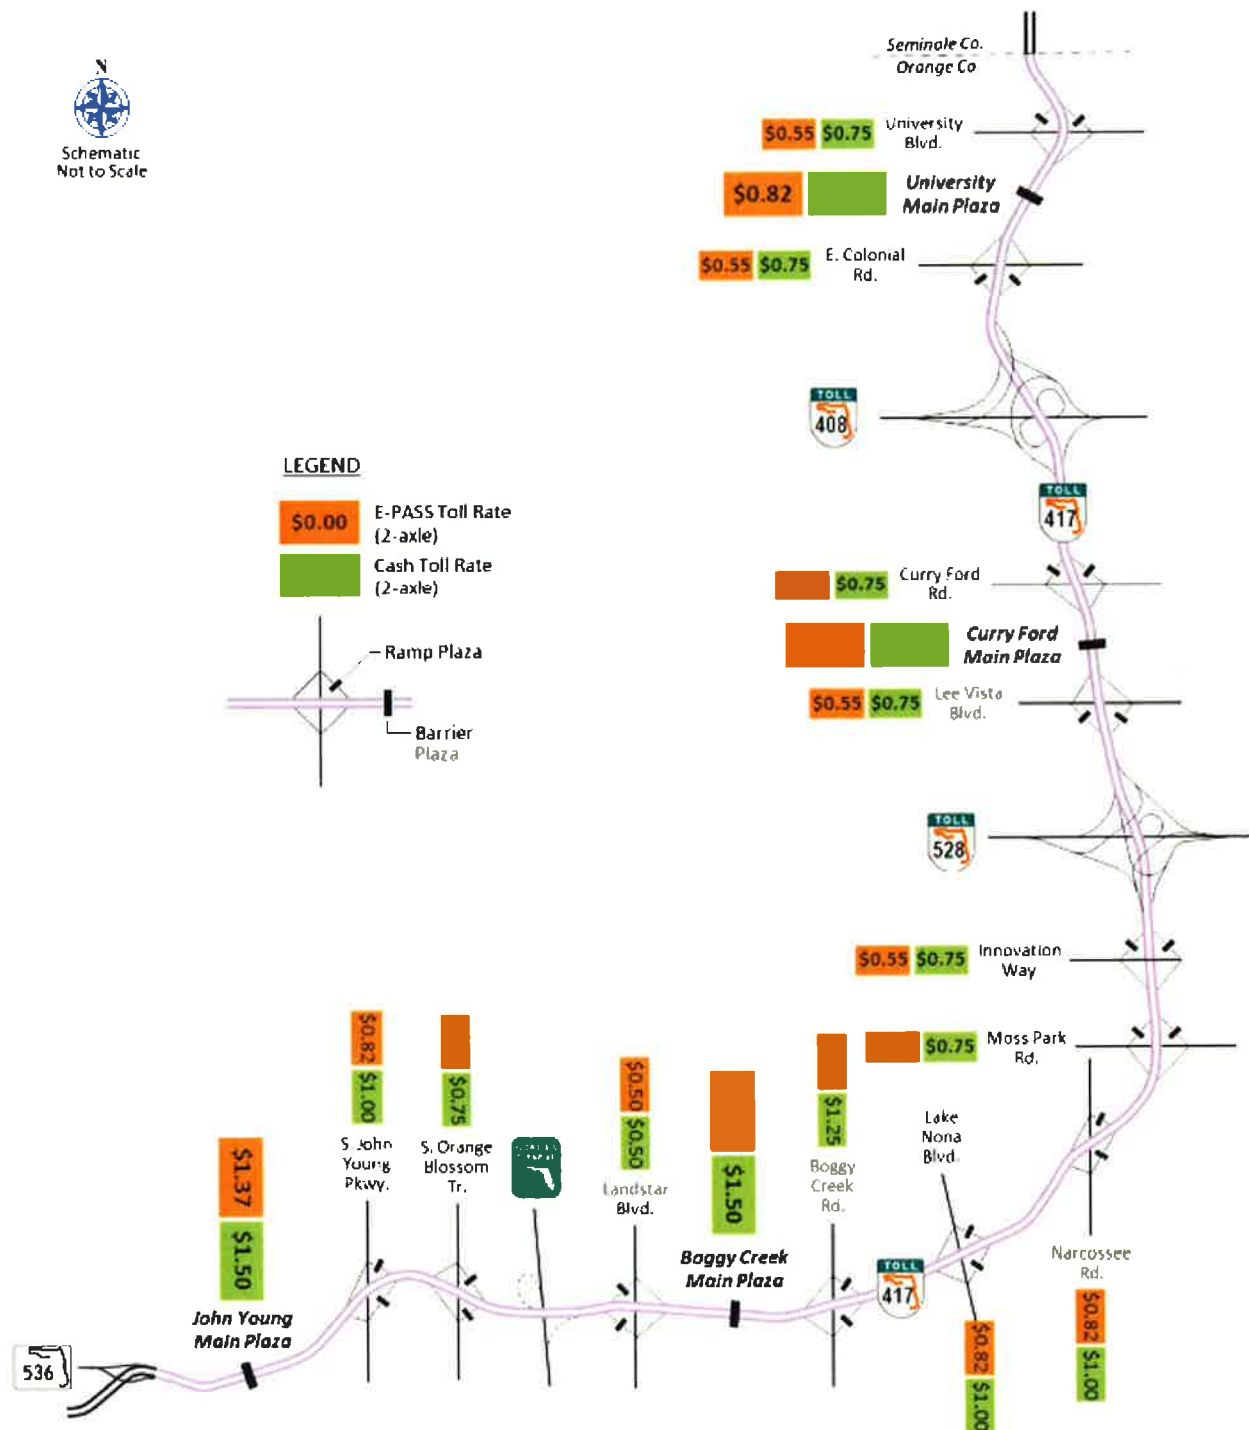 N
Schematic
Not to Scale
Seminole Co.
Orange Co
$0.55 $0.75 University
Blvd.
$0.82 University
Main Plaza
$0.55 $0.75 E. Colonial
Rd.
TOLL
408
TOLL
417
LEGEND
$0.00 E-PASS Toll Rate
(2-axle)
Cash Toll Rate
(2-axle)
Ramp Plaza
Barrier
Plaza
$0.75 Curry Ford
Rd.
Curry Ford
Main Plaza
$0.55 $0.75 Lee Vista
Blvd.
TOLL
528
$0.55 $0.75 Innovation
Way
$0.75 Moss Park
Rd.
$1.37
$1.50
John Young
Main Plaza
$0.82
$1.00
S. John
Young
Pkwy.
$0.75
S. Orange
Blossom
Tr.
$0.50
$0.50
Landstar
Blvd.
$1.50
Boggy Creek
Main Plaza
$1.25
Boggy
Creek
Rd.
Lake
Nona
Blvd.
$0.82
$1.00
Narcossee
Rd.
$0.82
$1.00
TOLL
417
536